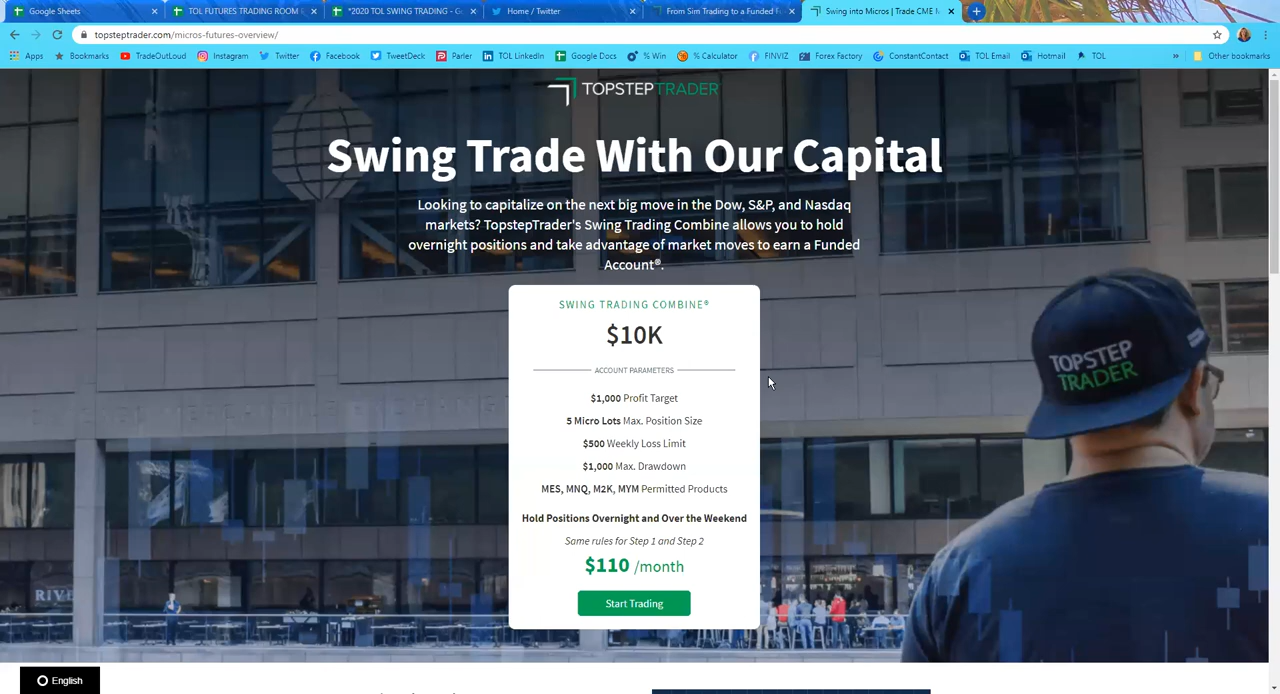 Google Sheets
TOL FUTURES TRADING ROOM
*2020 TOL SWING TRADING - G
Home / Twitter
From Sim Trading to a Funded F
Swing into Micros | Trade CME M
topsteptrader.com/micros-futures-overview/
Apps
Bookmarks
TradeOutLoud
Instagram
Twitter
Facebook
TweetDeck
Parler
TOL LinkedIn
Google Docs
% Win
% Calculator
FINVIZ
Forex Factory
ConstantContact
TOL Email
Hotmail
TOL
»
Other bookmarks
TOPSTEPTRADER
Swing Trade With Our Capital
Looking to capitalize on the next big move in the Dow, S&P, and Nasdaq
markets? TopstepTrader's Swing Trading Combine allows you to hold
overnight positions and take advantage of market moves to earn a Funded
Account®.
SWING TRADING COMBINE®
$10K
ACCOUNT PARAMETERS
$1,000 Profit Target
5 Micro Lots Max. Position Size
$500 Weekly Loss Limit
$1,000 Max. Drawdown
MES, MNQ, M2K, MYM Permitted Products
Hold Positions Overnight and Over the Weekend
Same rules for Step 1 and Step 2
$110 /month
Start Trading
TOPSTEP
TRADER
RIVE
English